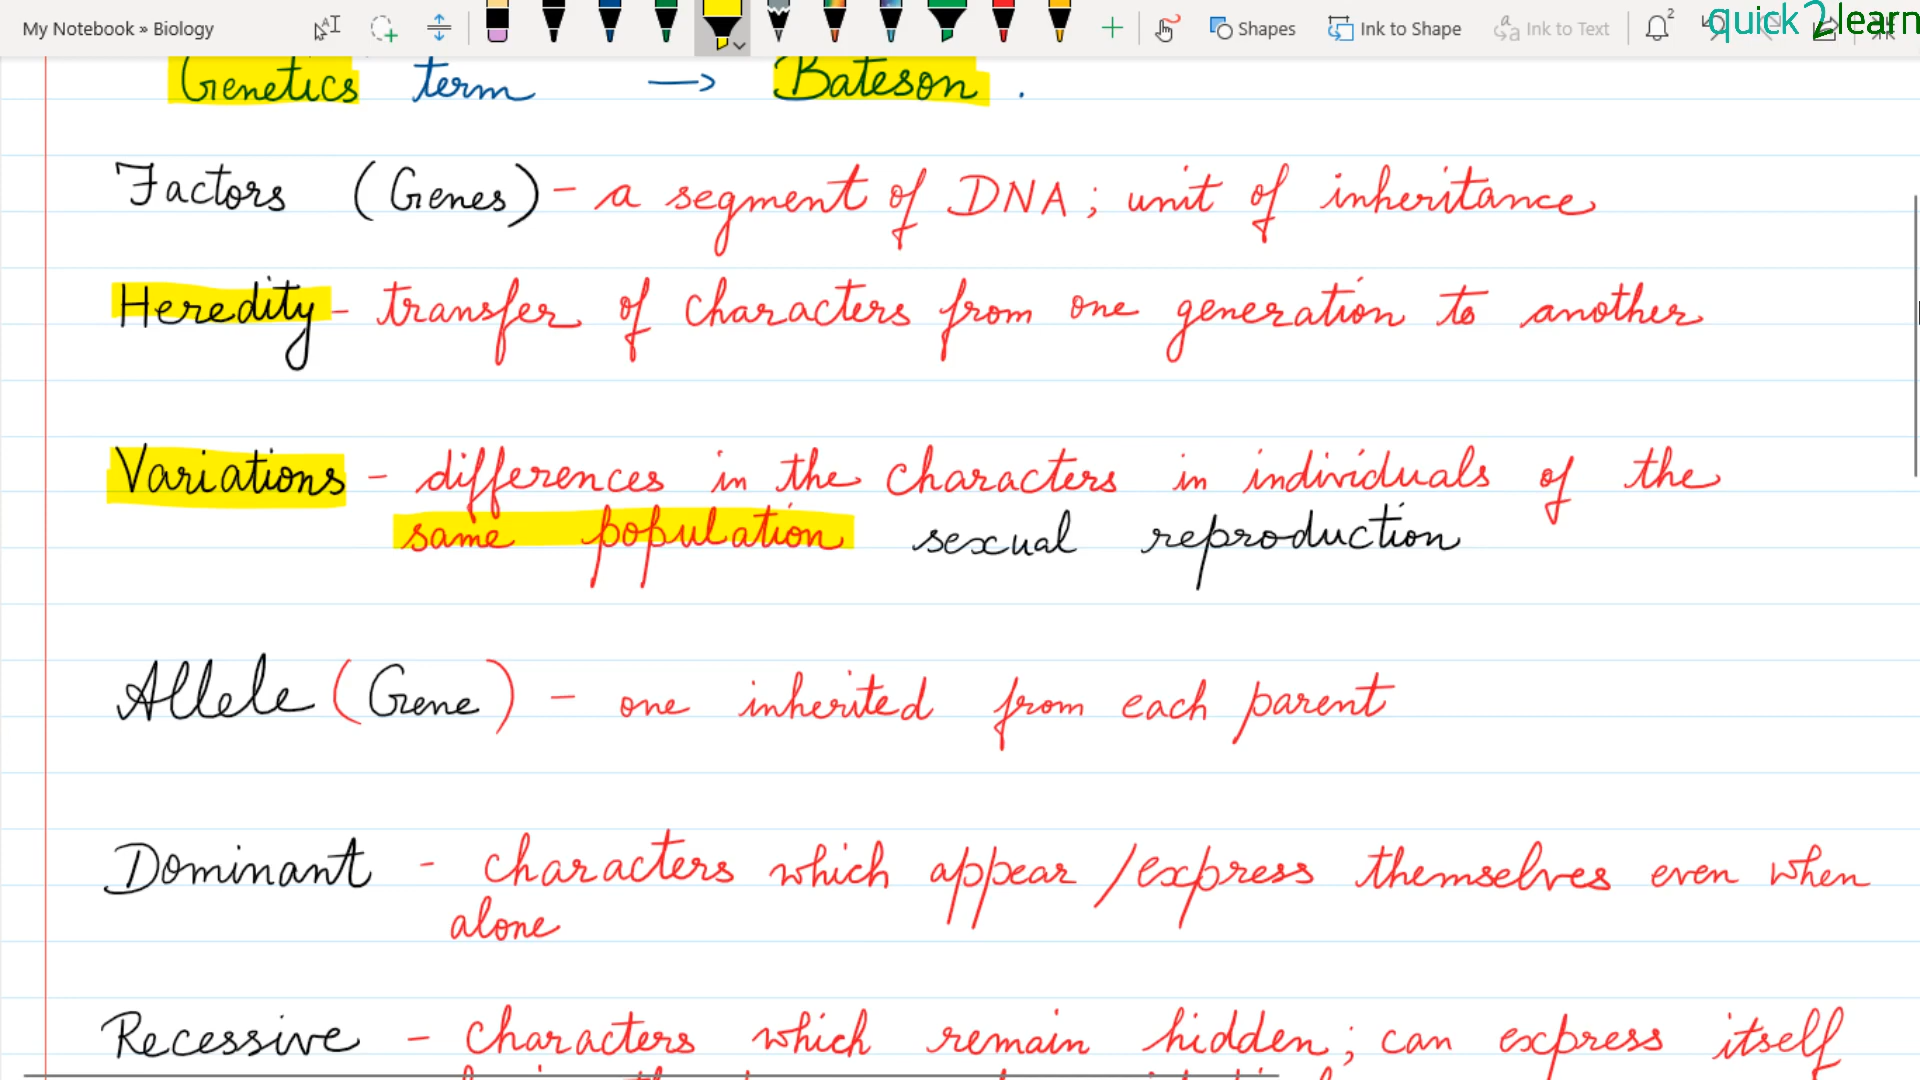 My Notebook » Biology
Shapes
Ink to Shape
Ink to Text
2
quick2learn
Genetics term → Bateson .
Factors (Genes) - a segment of DNA ; unit of inheritance
Heredity - transfer of characters from one generation to another
Variations - differences in the characters in individuals of the
same population sexual reproduction
Allele (Gene) - one inherited from each parent
Dominant - characters which appear / express themselves even when
alone
Recessive - characters which remain hidden ; can express itself